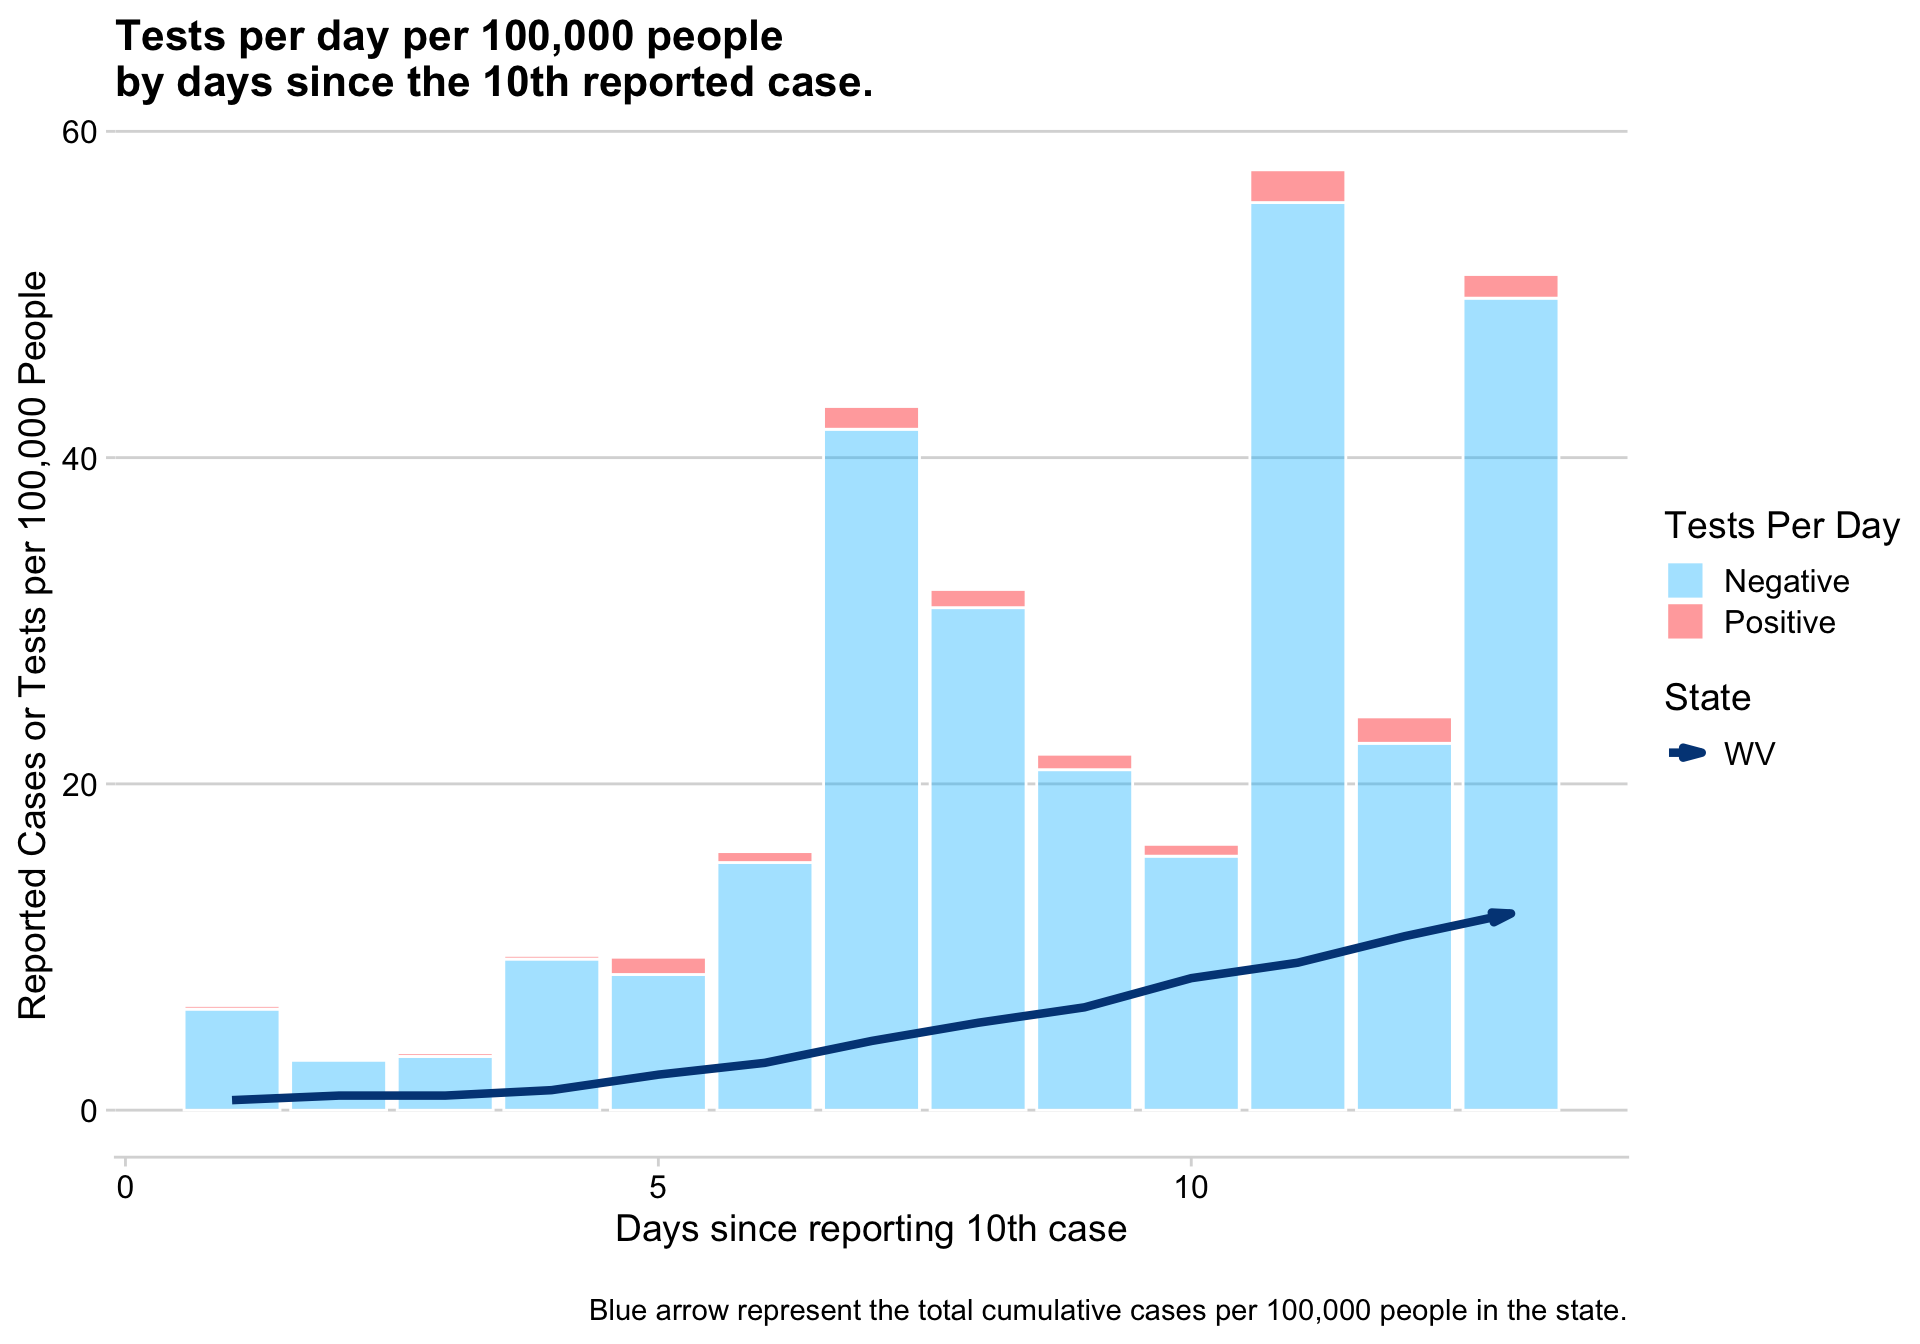 Tests per day per 100,000 people
by days since the 10th reported case.
60
40
20
0
Reported Cases or Tests per 100,000 People
0
5
10
Days since reporting 10th case
Tests Per Day
Negative
Positive
State
WV
Blue arrow represent the total cumulative cases per 100,000 people in the state.